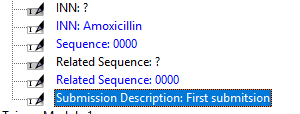 INN: ?
INN: Amoxicillin
Sequence: 0000
Related Sequence: ?
Related Sequence: 0000
Submission Description: First submitsion